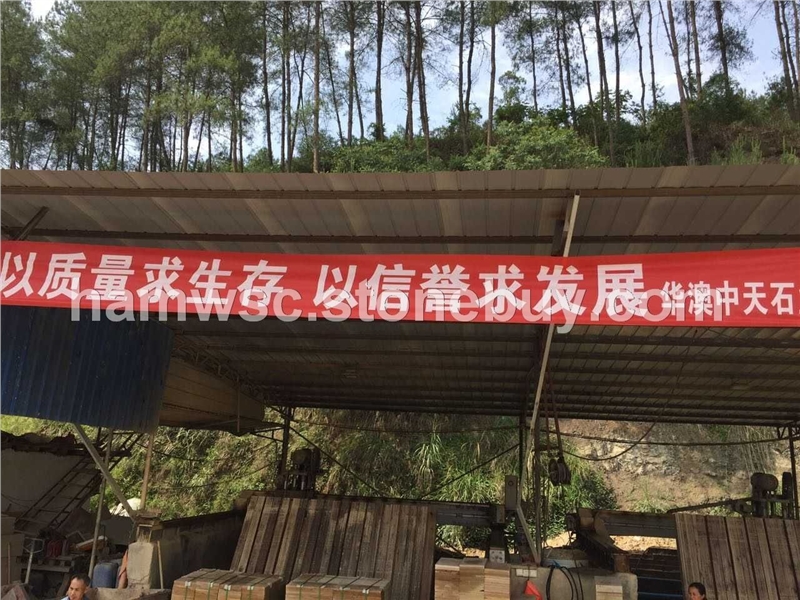 以质量求生存 以信誉求发展 华澳中天石
namwsc.stonebuy.com